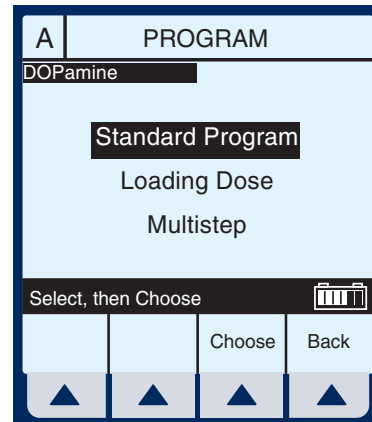 A PROGRAM
DOPamine
Standard Program
Loading Dose
Multistep
Select, then Choose
Choose Back